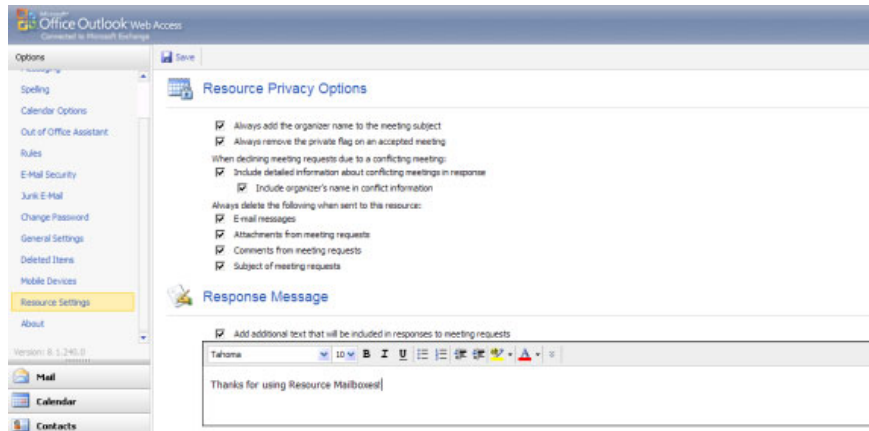 Microsoft
Office Outlook Web Access
Connected to Microsoft Exchange
Options
Save
Messaging
Spelling
Calendar Options
Out of Office Assistant
Rules
E-Mail Security
Junk E-Mail
Change Password
General Settings
Deleted Items
Mobile Devices
Resource Settings
About
Version: 8.1.240.0
Mail
Calendar
Contacts
Resource Privacy Options
Always add the organizer name to the meeting subject
Always remove the private flag on an accepted meeting
When declining meeting requests due to a conflicting meeting:
Include detailed information about conflicting meetings in response
Include organizer's name in conflict information
Always delete the following when sent to this resource:
E-mail messages
Attachments from meeting requests
Comments from meeting requests
Subject of meeting requests
Response Message
Add additional text that will be included in responses to meeting requests
Tahoma 10 B I U A
Thanks for using Resource Mailboxes!